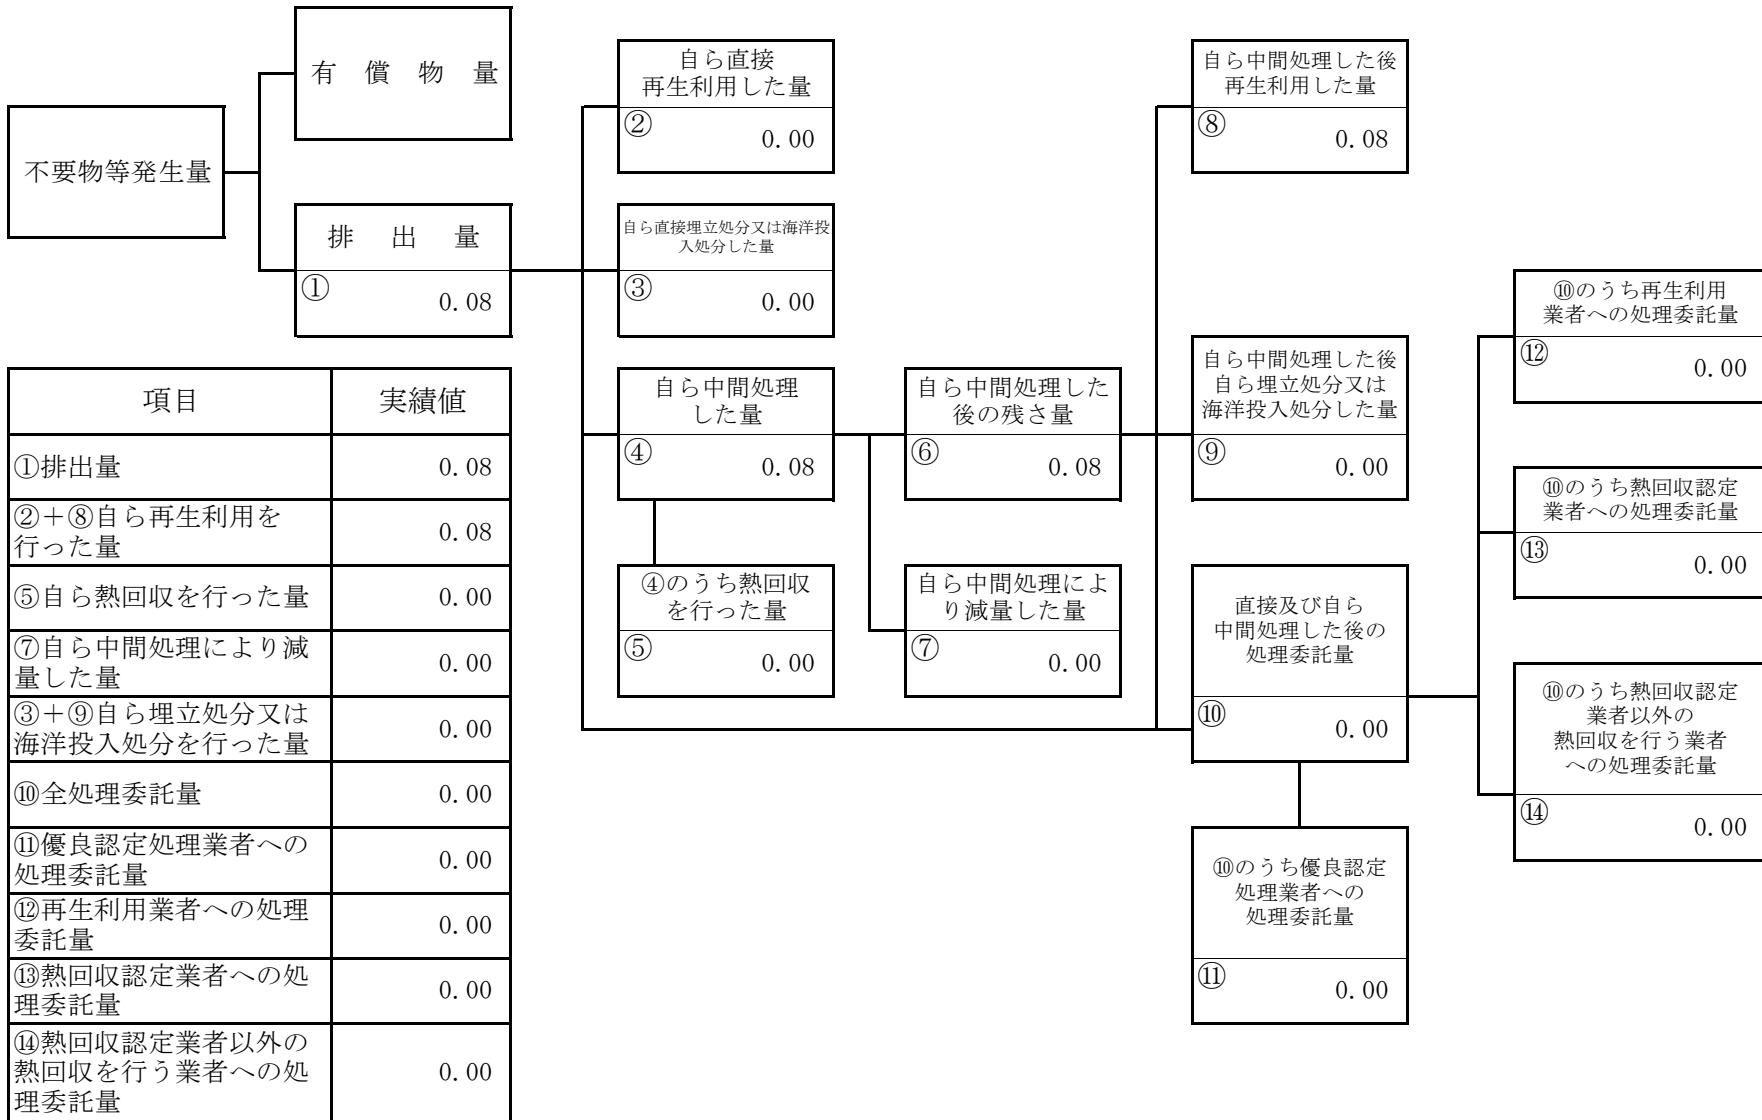 不要物等発生量
有償物量
排出量
① 0.08
自ら直接
再生利用した量
② 0.00
自ら直接埋立処分又は海洋投
入処分した量
③ 0.00
自ら中間処理
した量
④ 0.08
④のうち熱回収
を行った量
⑤ 0.00
自ら中間処理した
後の残さ量
⑥ 0.08
自ら中間処理によ
り減量した量
⑦ 0.00
自ら中間処理した後
再生利用した量
⑧ 0.08
自ら中間処理した後
自ら埋立処分又は
海洋投入処分した量
⑨ 0.00
直接及び自ら
中間処理した後の
処理委託量
⑩ 0.00
⑩のうち優良認定
処理業者への
処理委託量
⑪ 0.00
⑩のうち再生利用
業者への処理委託量
⑫ 0.00
⑩のうち熱回収認定
業者への処理委託量
⑬ 0.00
⑩のうち熱回収認定
業者以外の
熱回収を行う業者
への処理委託量
⑭ 0.00
項目 実績値
①排出量 0.08
②+⑧自ら再生利用を
行った量 0.08
⑤自ら熱回収を行った量 0.00
⑦自ら中間処理により減
量した量 0.00
③+⑨自ら埋立処分又は
海洋投入処分を行った量 0.00
⑩全処理委託量 0.00
⑪優良認定処理業者への
処理委託量 0.00
⑫再生利用業者への処理
委託量 0.00
⑬熱回収認定業者への処
理委託量 0.00
⑭熱回収認定業者以外の
熱回収を行う業者への処
理委託量 0.00